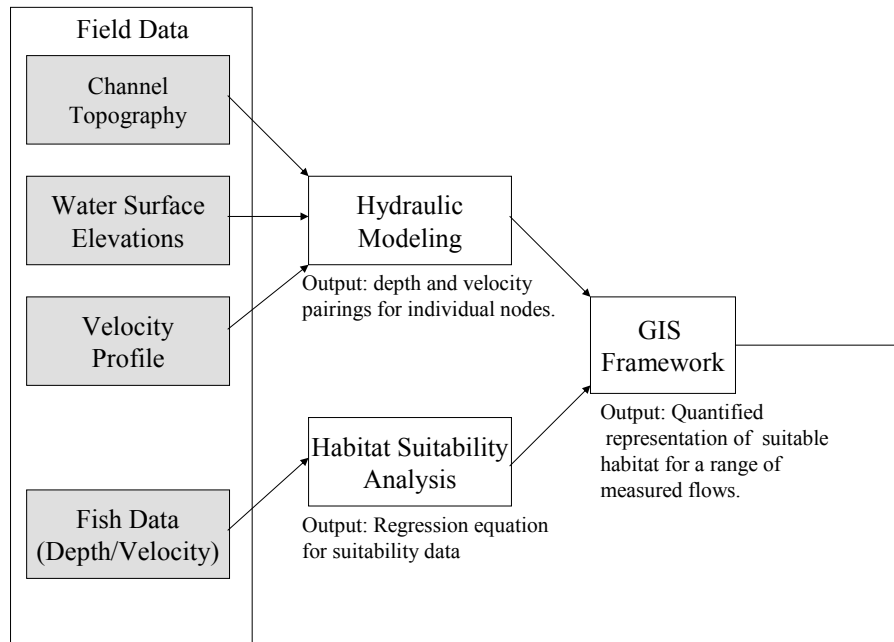 Field Data
Channel
Topography
Water Surface
Elevations
Velocity
Profile
Fish Data
(Depth/Velocity)
Hydraulic
Modeling
Output: depth and velocity
pairings for individual nodes.
Habitat Suitability
Analysis
Output: Regression equation
for suitability data
GIS
Framework
Output: Quantified
representation of suitable
habitat for a range of
measured flows.